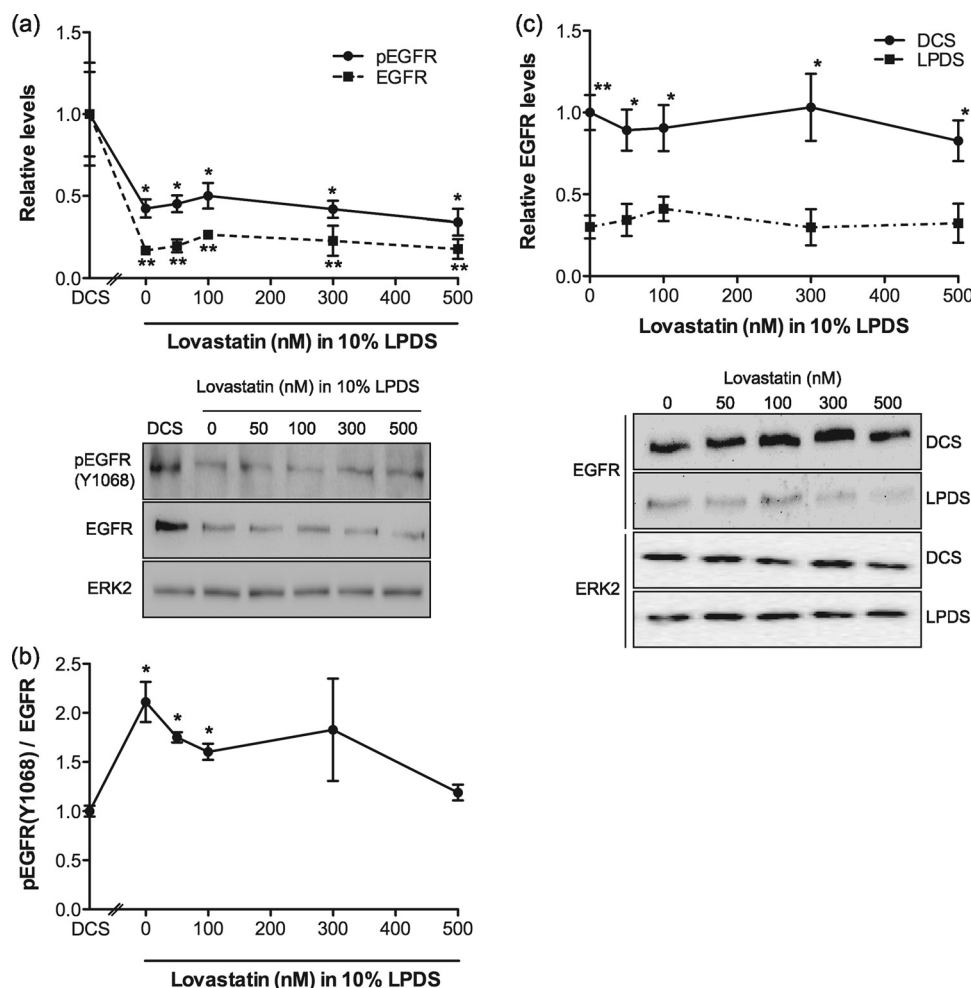 (a)
1.5
1.0
0.5
0.0
Relative levels
pEGFR
EGFR
* * * * *
** ** ** ** **
DCS 0 100 200 300 400 500
Lovastatin (nM) in 10% LPDS
Lovastatin (nM) in 10% LPDS
DCS 0 50 100 300 500
pEGFR
(Y1068)
EGFR
ERK2
(b)
2.5
2.0
1.5
1.0
0.5
0.0
pEGFR(Y1068) / EGFR
* * *
DCS 0 100 200 300 400 500
Lovastatin (nM) in 10% LPDS
(c)
1.5
1.0
0.5
0.0
Relative EGFR levels
DCS
LPDS
** * * * *
0 100 200 300 400 500
Lovastatin (nM) in 10% LPDS
Lovastatin (nM)
0 50 100 300 500
EGFR
DCS
LPDS
ERK2
DCS
LPDS